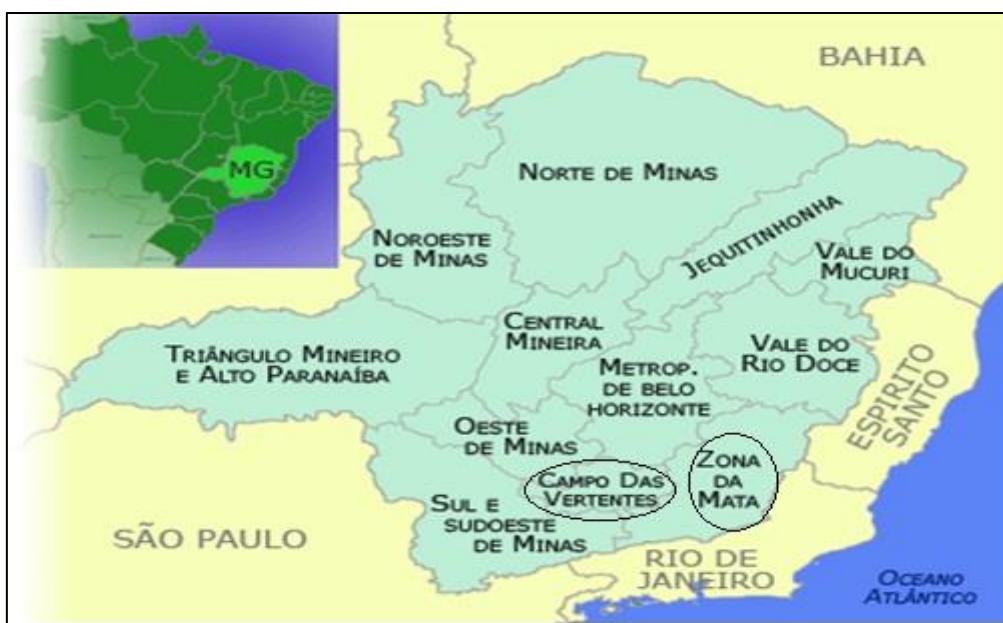 BAHIA
MG
NORTE DE MINAS
JEQUITINHONHA
NOROESTE
DE MINAS
VALE DO
MUCURI
CENTRAL
MINEIRA
TRIÂNGULO MINEIRO
E ALTO PARANAÍBA
METROP.
DE BELO
HORIZONTE
VALE DO
RIO DOCE
ESPIRITO
SANTO
OESTE
DE MINAS
CAMPO DAS
VERTENTES
ZONA
DA
MATA
SUL E
SUDOESTE
DE MINAS
SÃO PAULO
RIO DE
JANEIRO
OCEANO
ATLÂNTICO